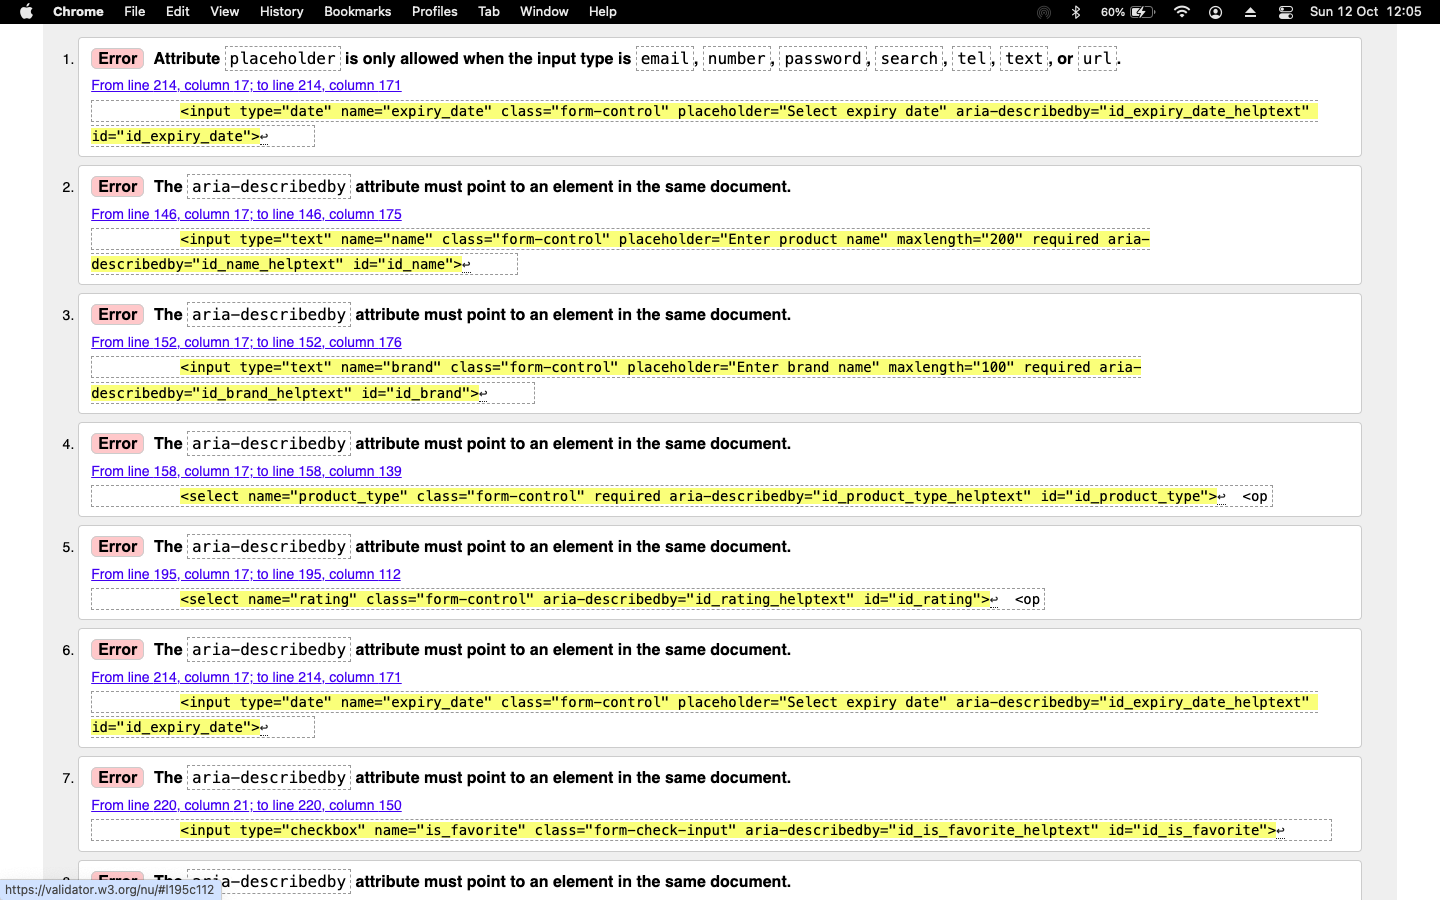 Chrome File Edit View History Bookmarks Profiles Tab Window Help 60% Sun 12 Oct 12:05
1. Error Attribute placeholder is only allowed when the input type is email, number, password, search, tel, text, or url.
From line 214, column 17; to line 214, column 171
<input type="date" name="expiry_date" class="form-control" placeholder="Select expiry date" aria-describedby="id_expiry_date_helptext"
id="id_expiry_date">↩
2. Error The aria-describedby attribute must point to an element in the same document.
From line 146, column 17; to line 146, column 175
<input type="text" name="name" class="form-control" placeholder="Enter product name" maxlength="200" required aria-
describedby="id_name_helptext" id="id_name">↩
3. Error The aria-describedby attribute must point to an element in the same document.
From line 152, column 17; to line 152, column 176
<input type="text" name="brand" class="form-control" placeholder="Enter brand name" maxlength="100" required aria-
describedby="id_brand_helptext" id="id_brand">↩
4. Error The aria-describedby attribute must point to an element in the same document.
From line 158, column 17; to line 158, column 139
<select name="product_type" class="form-control" required aria-describedby="id_product_type_helptext" id="id_product_type">↩ <op
5. Error The aria-describedby attribute must point to an element in the same document.
From line 195, column 17; to line 195, column 112
<select name="rating" class="form-control" aria-describedby="id_rating_helptext" id="id_rating">↩ <op
6. Error The aria-describedby attribute must point to an element in the same document.
From line 214, column 17; to line 214, column 171
<input type="date" name="expiry_date" class="form-control" placeholder="Select expiry date" aria-describedby="id_expiry_date_helptext"
id="id_expiry_date">↩
7. Error The aria-describedby attribute must point to an element in the same document.
From line 220, column 21; to line 220, column 150
<input type="checkbox" name="is_favorite" class="form-check-input" aria-describedby="id_is_favorite_helptext" id="id_is_favorite">↩
aria-describedby attribute must point to an element in the same document.
https://validator.w3.org/nu/#l195c112